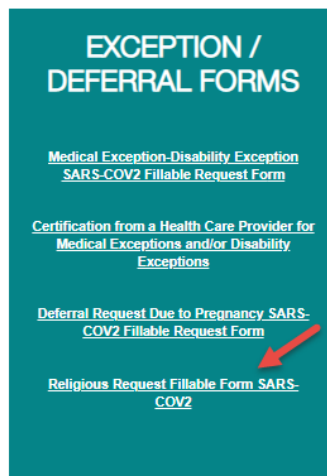 EXCEPTION /
DEFERRAL FORMS
Medical Exception-Disability Exception
SARS-COV2 Fillable Request Form
Certification from a Health Care Provider for
Medical Exceptions and/or Disability
Exceptions
Deferral Request Due to Pregnancy SARS-
COV2 Fillable Request Form
Religious Request Fillable Form SARS-
COV2